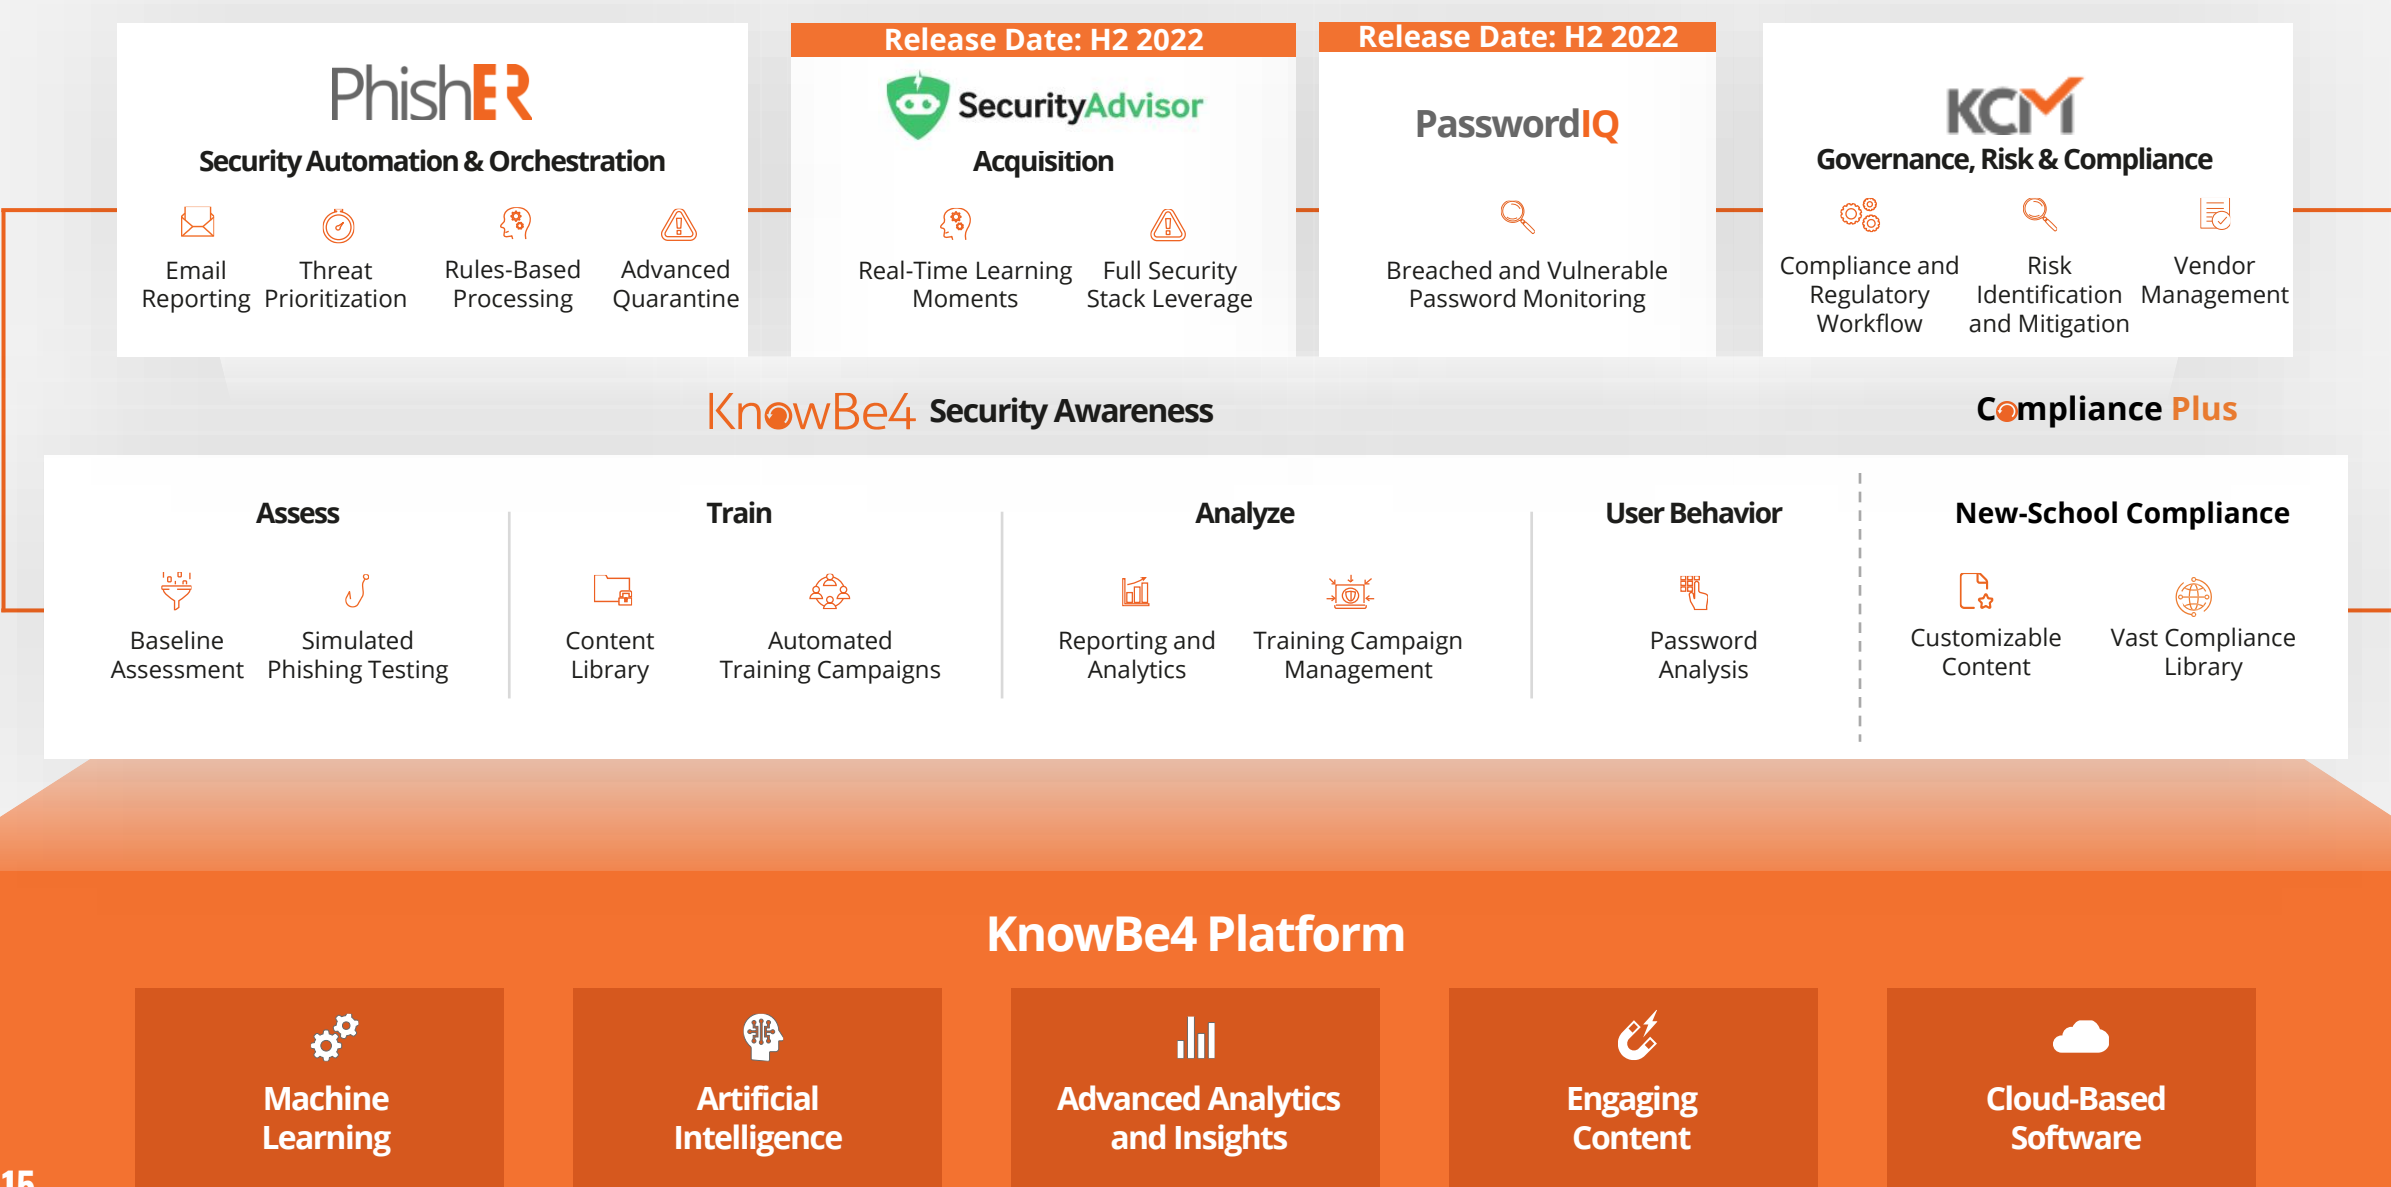 PhishER
Security Automation & Orchestration
Email
Reporting
Threat
Prioritization
Rules-Based
Processing
Advanced
Quarantine
Release Date: H2 2022
SecurityAdvisor
Acquisition
Real-Time Learning
Moments
Full Security
Stack Leverage
Release Date: H2 2022
PasswordIQ
Breached and Vulnerable
Password Monitoring
KCM
Governance, Risk & Compliance
Compliance and
Regulatory
Workflow
Risk
Identification
and Mitigation
Vendor
Management
KnowBe4 Security Awareness
Compliance Plus
Assess
Baseline
Assessment
Simulated
Phishing Testing
Train
Content
Library
Automated
Training Campaigns
Analyze
Reporting and
Analytics
Training Campaign
Management
User Behavior
Password
Analysis
New-School Compliance
Customizable
Content
Vast Compliance
Library
KnowBe4 Platform
Machine
Learning
Artificial
Intelligence
Advanced Analytics
and Insights
Engaging
Content
Cloud-Based
Software
15